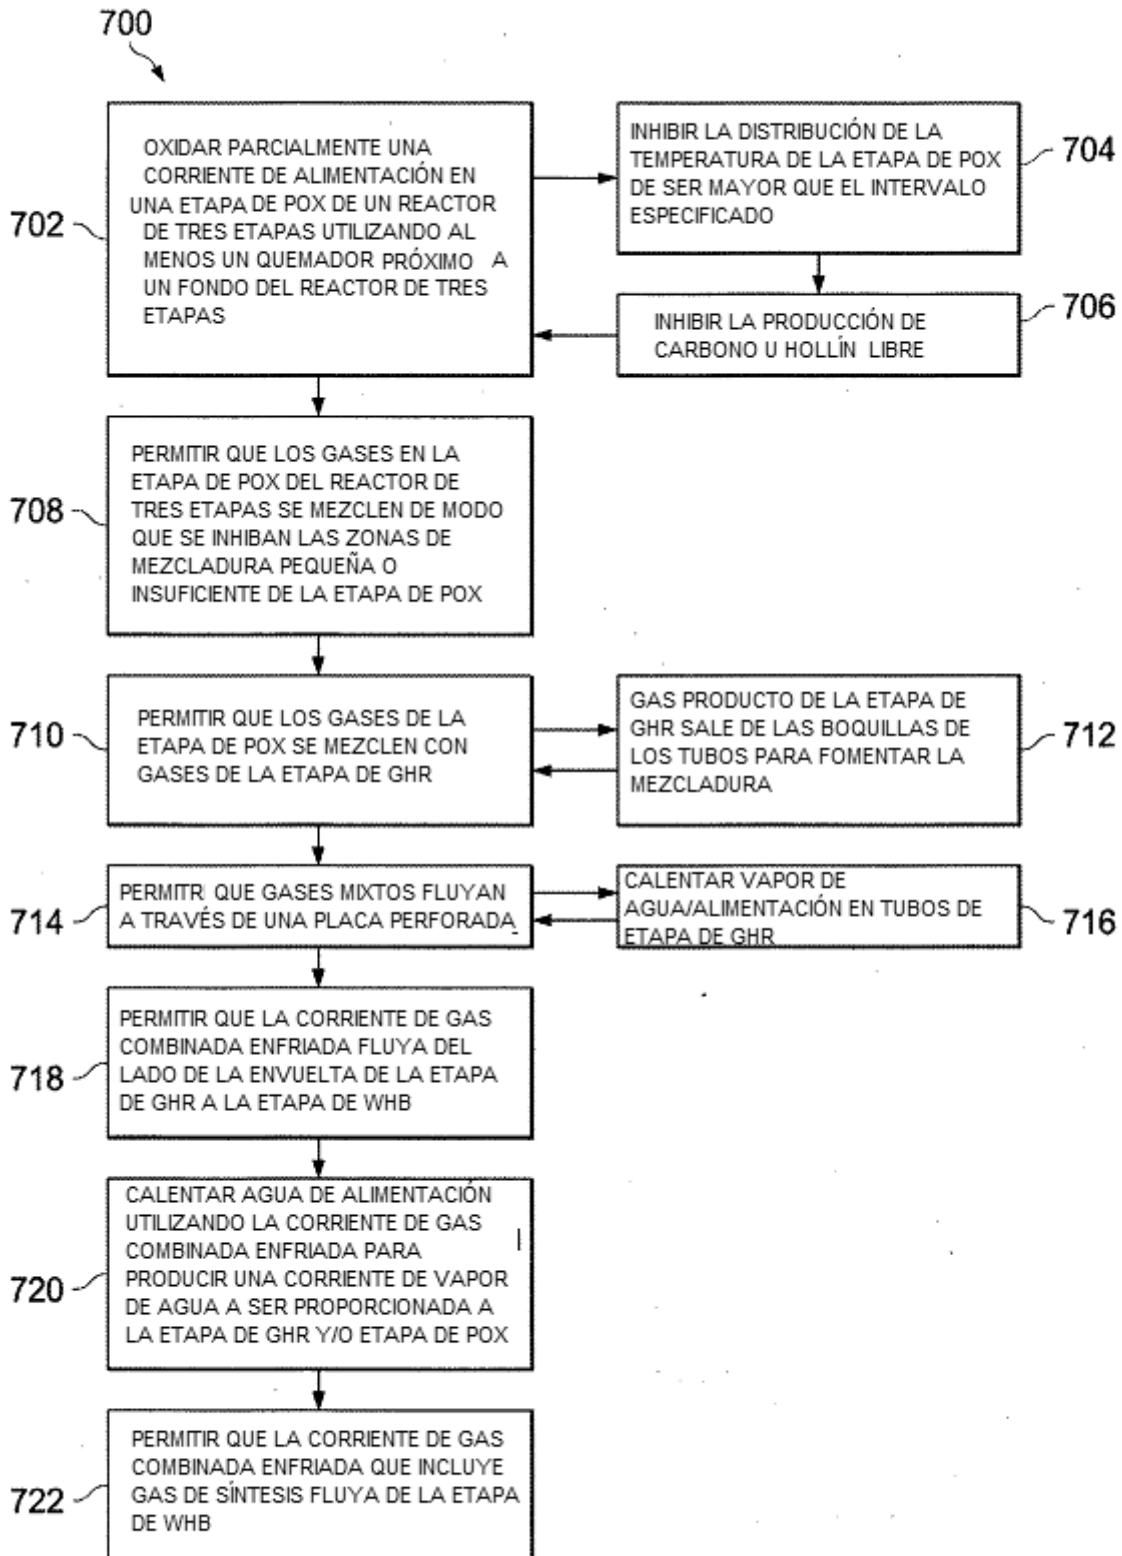 700
702
OXIDAR PARCIALMENTE UNA
CORRIENTE DE ALIMENTACIÓN EN
UNA ETAPA DE POX DE UN REACTOR
DE TRES ETAPAS UTILIZANDO AL
MENOS UN QUEMADOR PRÓXIMO A
UN FONDO DEL REACTOR DE TRES
ETAPAS
INHIBIR LA DISTRIBUCIÓN DE LA
TEMPERATURA DE LA ETAPA DE POX
DE SER MAYOR QUE EL INTERVALO
ESPECIFICADO
704
INHIBIR LA PRODUCCIÓN DE
CARBONO U HOLLÍN LIBRE
706
708
PERMITIR QUE LOS GASES EN LA
ETAPA DE POX DEL REACTOR DE
TRES ETAPAS SE MEZCLEN DE MODO
QUE SE INHIBAN LAS ZONAS DE
MEZCLADURA PEQUEÑA O
INSUFICIENTE DE LA ETAPA DE POX
710
PERMITIR QUE LOS GASES DE LA
ETAPA DE POX SE MEZCLEN CON
GASES DE LA ETAPA DE GHR
GAS PRODUCTO DE LA ETAPA DE
GHR SALE DE LAS BOQUILLAS DE
LOS TUBOS PARA FOMENTAR LA
MEZCLADURA
712
714
PERMITR QUE GASES MIXTOS FLUYAN
A TRAVÉS DE UNA PLACA PERFORADA
CALENTAR VAPOR DE
AGUA/ALIMENTACIÓN EN TUBOS DE
ETAPA DE GHR
716
718
PERMITIR QUE LA CORRIENTE DE GAS
COMBINADA ENFRIADA FLUYA DEL
LADO DE LA ENVUELTA DE LA ETAPA
DE GHR A LA ETAPA DE WHB
720
CALENTAR AGUA DE ALIMENTACIÓN
UTILIZANDO LA CORRIENTE DE GAS
COMBINADA ENFRIADA PARA
PRODUCIR UNA CORRIENTE DE VAPOR
DE AGUA A SER PROPORCIONADA A
LA ETAPA DE GHR Y/O ETAPA DE POX
722
PERMITIR QUE LA CORRIENTE DE GAS
COMBINADA ENFRIADA QUE INCLUYE
GAS DE SÍNTESIS FLUYA DE LA ETAPA
DE WHB